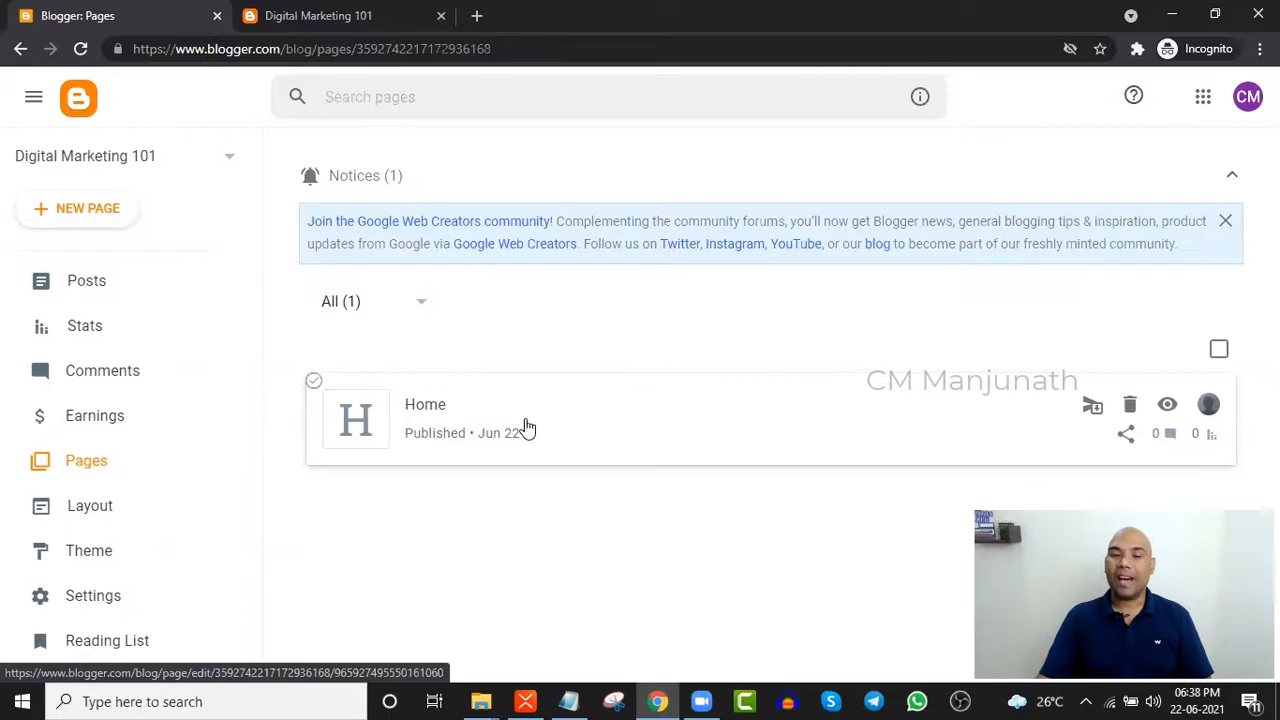 Blogger: Pages
Digital Marketing 101
https://www.blogger.com/blog/pages/3592742217172936168
Incognito
Search pages
CM
Digital Marketing 101
NEW PAGE
Notices (1)
Join the Google Web Creators community! Complementing the community forums, you'll now get Blogger news, general blogging tips & inspiration, product
updates from Google via Google Web Creators. Follow us on Twitter, Instagram, YouTube, or our blog to become part of our freshly minted community.
All (1)
Posts
Stats
Comments
Earnings
Pages
Layout
Theme
Settings
Reading List
CM Manjunath
H
Home
Published • Jun 22
0
0
https://www.blogger.com/blog/page/edit/3592742217172936168/965927495550161060
Type here to search
26°C
06:38 PM
22-06-2021
11